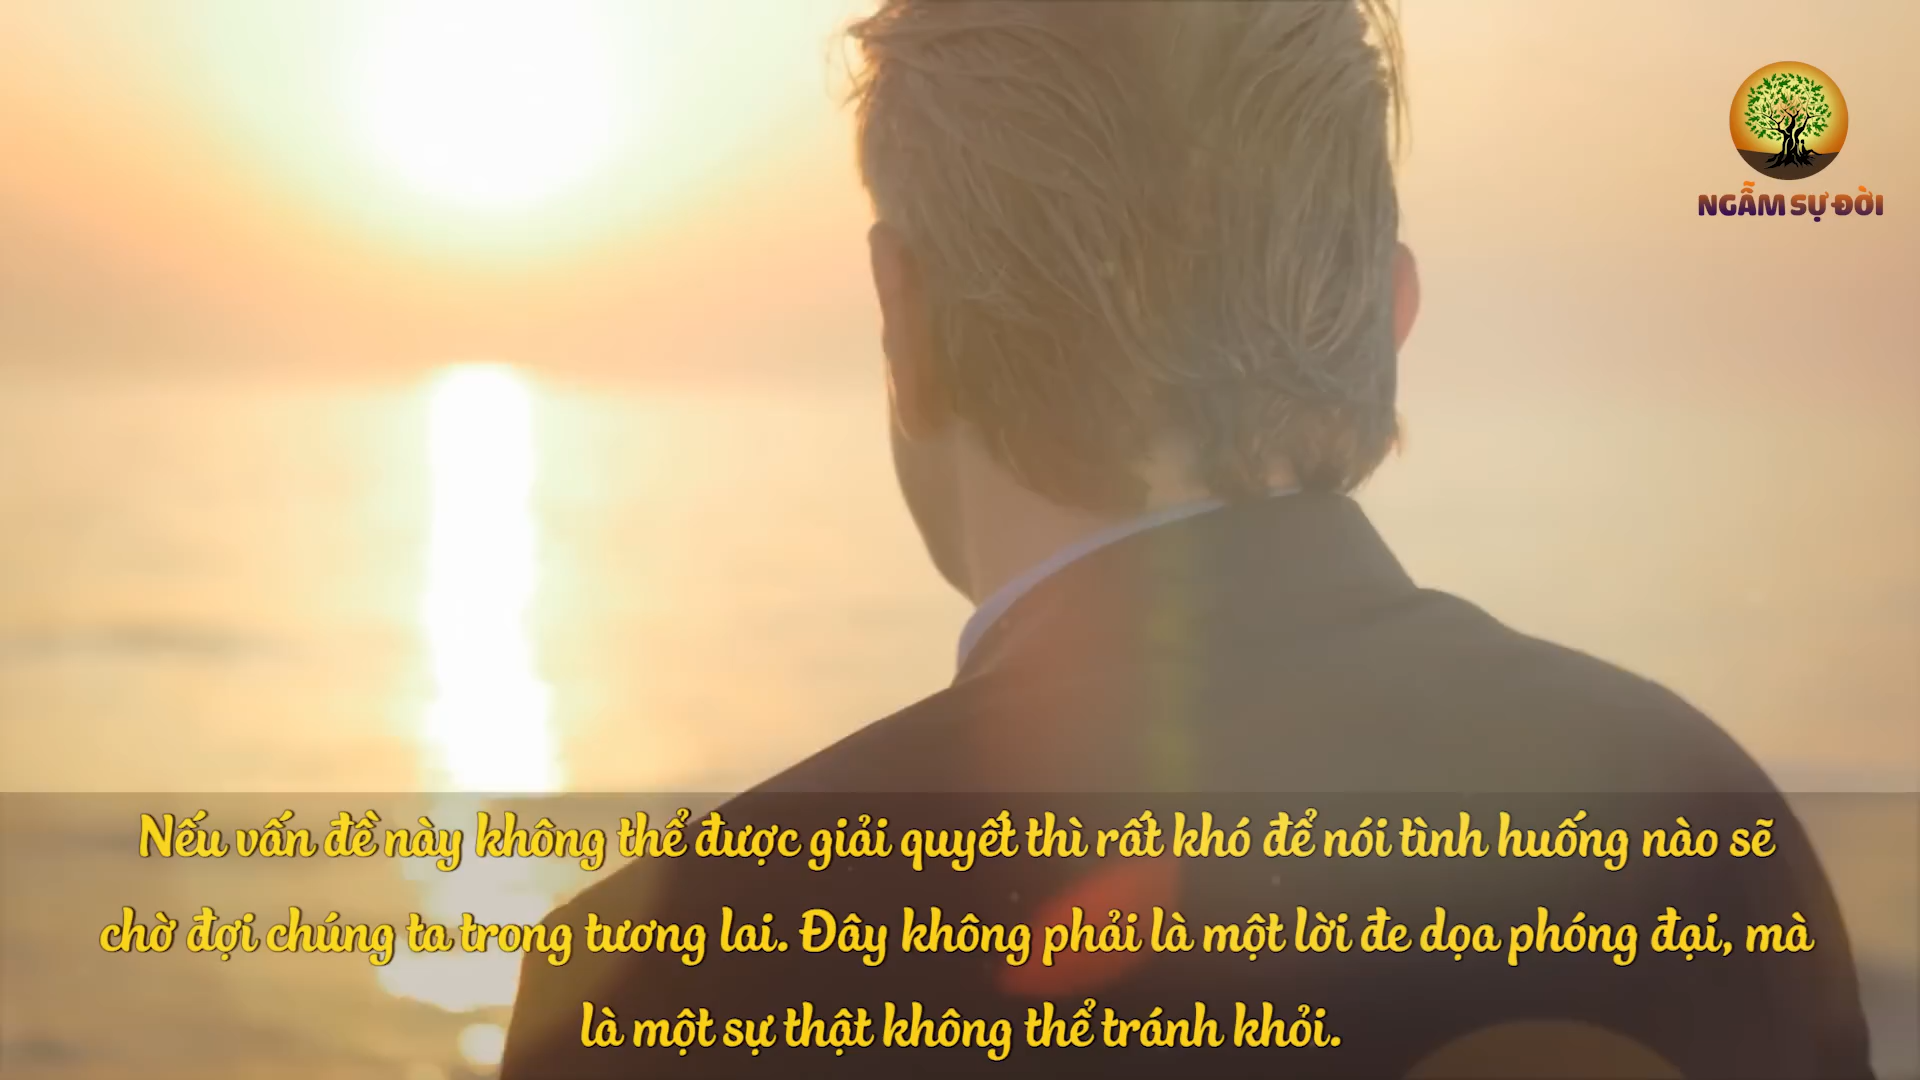 NGẪM SỰ ĐỜI
Nếu vấn đề này không thể được giải quyết thì rất khó để nói tình huống nào sẽ
chờ đợi chúng ta trong tương lai. Đây không phải là một lời đe dọa phóng đại, mà
là một sự thật không thể tránh khỏi.